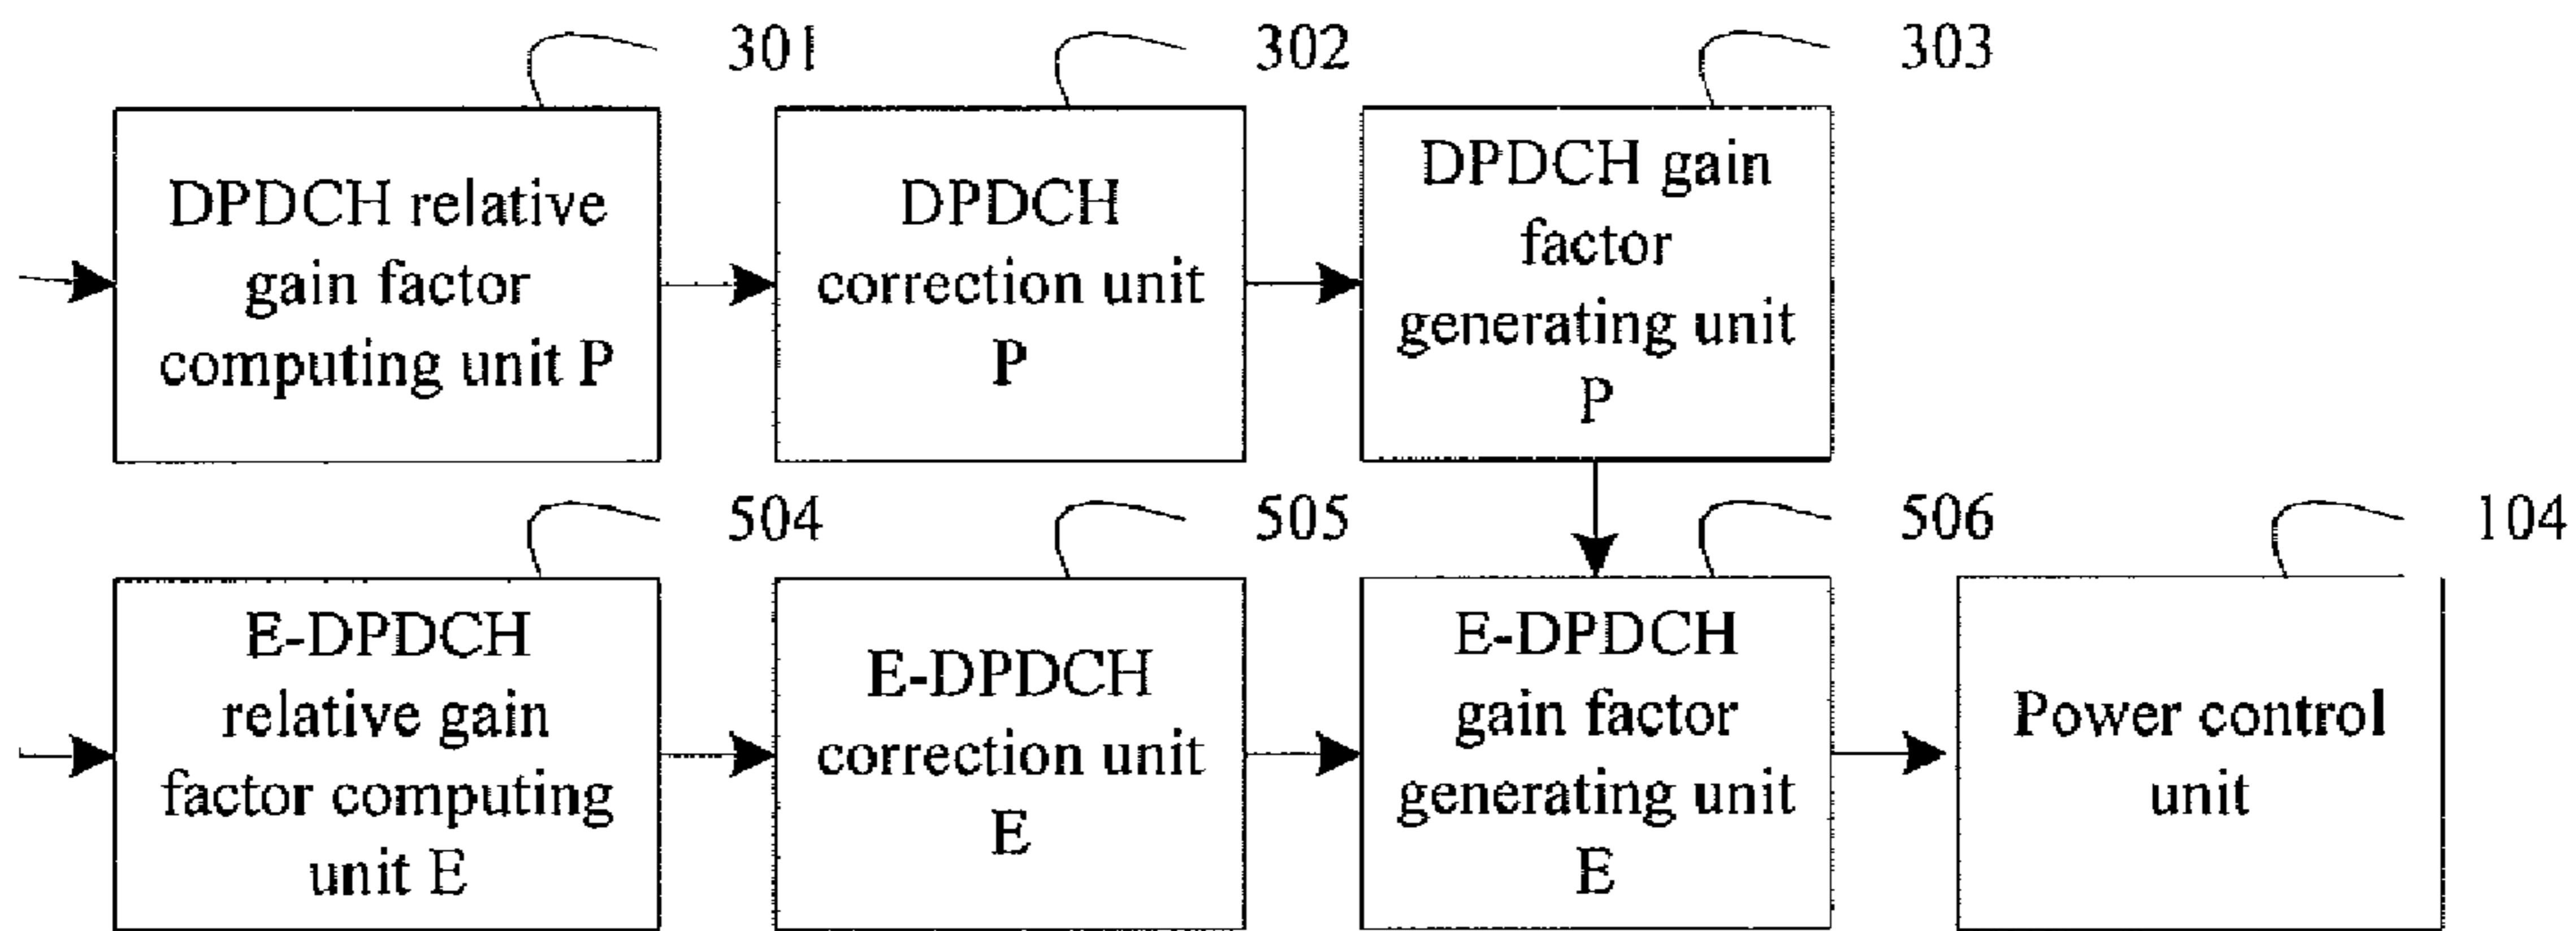 301
302
303
DPDCH relative
gain factor
computing unit P
DPDCH
correction unit
P
DPDCH gain
factor
generating unit
P
504
505
506
104
E-DPDCH
relative gain
factor computing
unit E
E-DPDCH
correction unit
E
E-DPDCH
gain factor
generating unit
E
Power control
unit